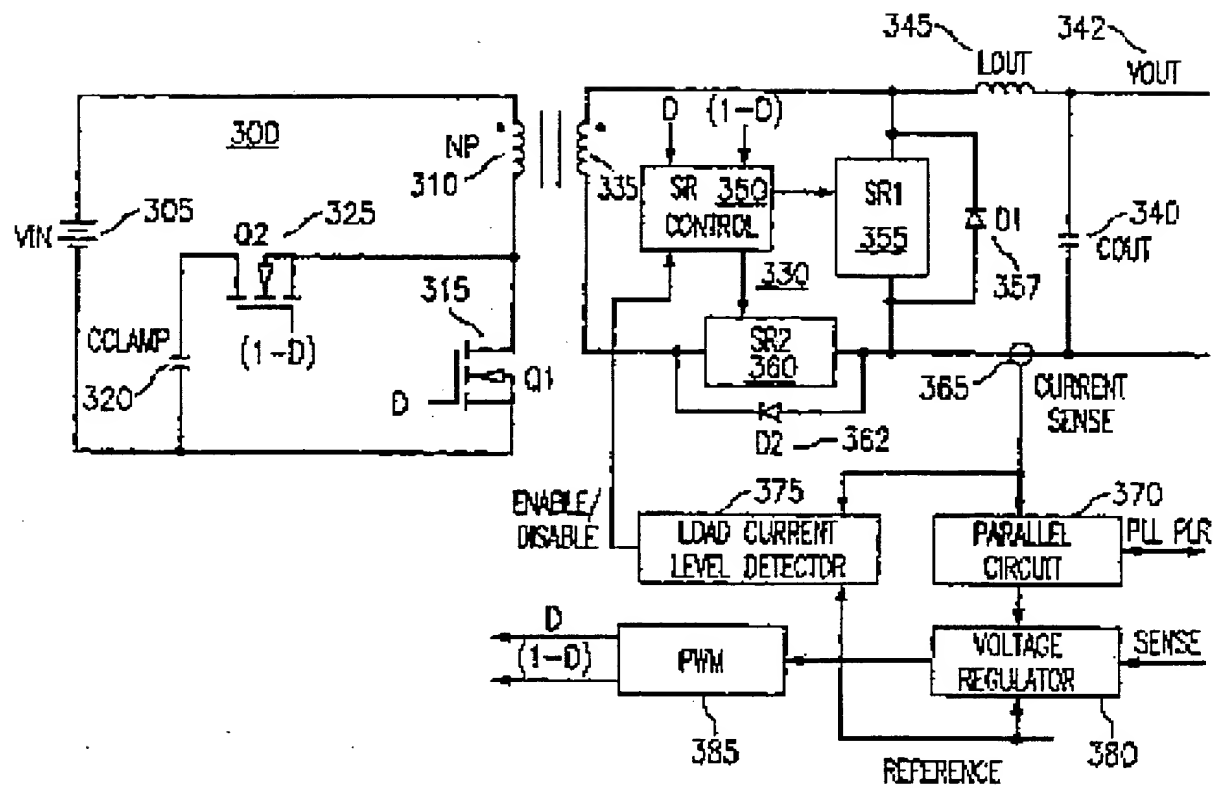 345
342
LOUT
VOUT
D
(1-D)
300
NP
310
335
SR
350
CONTROL
SR1
355
D1
357
340
COUT
305
VIN
325
Q2
330
315
CCLAMP
(1-D)
320
D
Q1
SR2
360
365
CURRENT
SENSE
D2
362
ENABLE/
DISABLE
375
370
LOAD CURRENT
LEVEL DETECTOR
PARALLEL
CIRCUIT
PLL PLR
D
(1-D)
PWM
VOLTAGE
REGULATOR
SENSE
385
380
REFERENCE